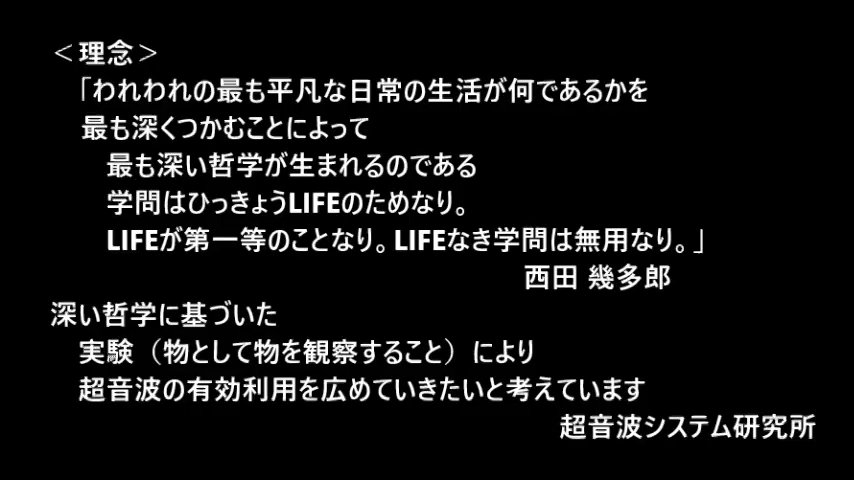 ＜理念＞
「われわれの最も平凡な日常の生活が何であるかを
最も深くつかむことによって
最も深い哲学が生まれるのである
学問はひっきょうLIFEのためなり。
LIFEが第一等のことなり。LIFEなき学問は無用なり。」
西田 幾多郎
深い哲学に基づいた
実験（物として物を観察すること）により
超音波の有効利用を広めていきたいと考えています
超音波システム研究所